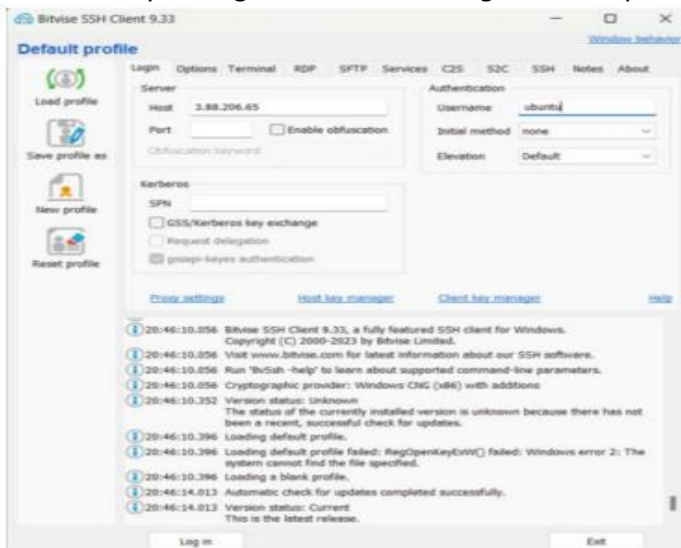 Bitvise SSH Client 9.33
Default profile
Window behavior
Login Options Terminal RDP SFTP Services C2S S2C SSH Notes About
Load profile
Save profile as
New profile
Reset profile
Server
Host 3.88.206.65
Port Enable obfuscation
Obfuscation keyword
Authentication
Username ubuntu
Initial method none
Elevation Default
Kerberos
SPN
GSS/Kerberos key exchange
Request delegation
gssapi-keyex authentication
Proxy settings Host key manager Client key manager Help
20:46:10.056 Bitvise SSH Client 9.33, a fully featured SSH client for Windows.
Copyright (C) 2000-2023 by Bitvise Limited.
20:46:10.056 Visit www.bitvise.com for latest information about our SSH software.
20:46:10.056 Run 'BvSsh -help' to learn about supported command-line parameters.
20:46:10.056 Cryptographic provider: Windows CNG (x86) with additions
20:46:10.352 Version status: Unknown
The status of the currently installed version is unknown because there has not
been a recent, successful check for updates.
20:46:10.396 Loading default profile.
20:46:10.396 Loading default profile failed: RegOpenKeyExW() failed: Windows error 2: The
system cannot find the file specified.
20:46:10.396 Loading a blank profile.
20:46:14.013 Automatic check for updates completed successfully.
20:46:14.013 Version status: Current
This is the latest release.
Log in Exit